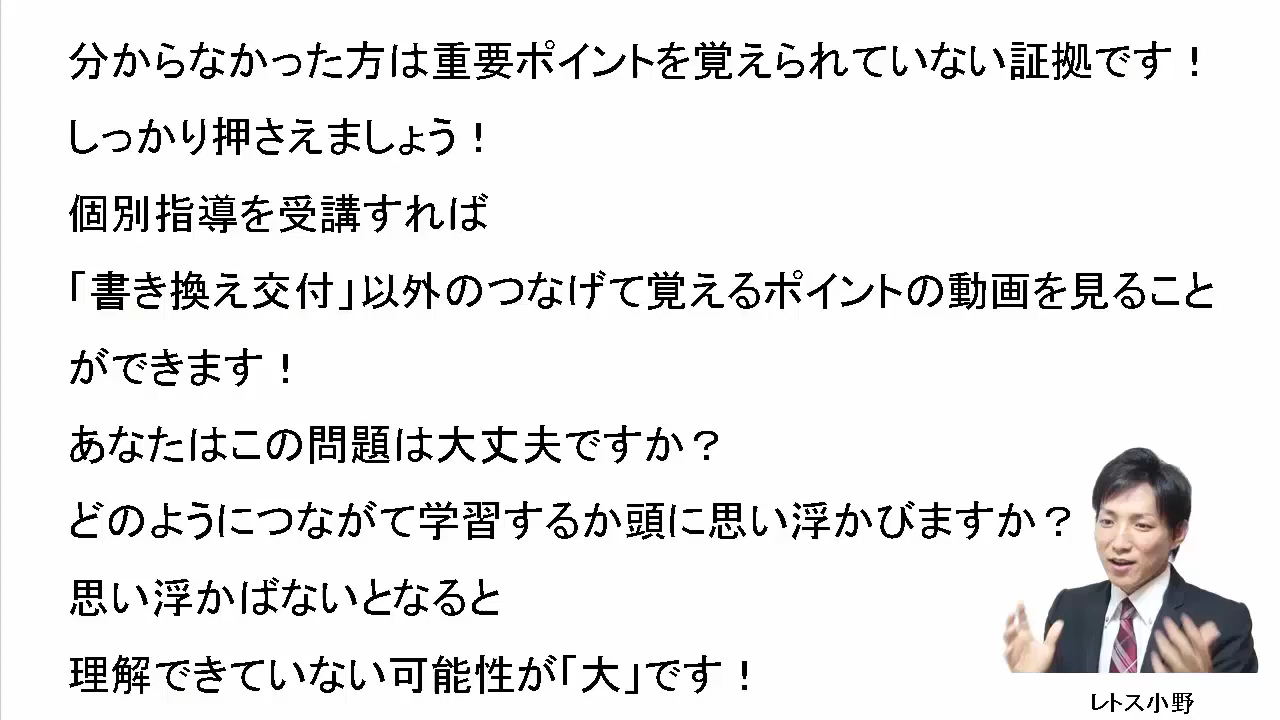 分からなかった方は重要ポイントを覚えられていない証拠です！
しっかり押さえましょう！
個別指導を受講すれば
「書き換え交付」以外のつなげて覚えるポイントの動画を見ること
ができます！
あなたはこの問題は大丈夫ですか？
どのようにつながて学習するか頭に思い浮かびますか？
思い浮かばないとなると
理解できていない可能性が「大」です！
レトス小野